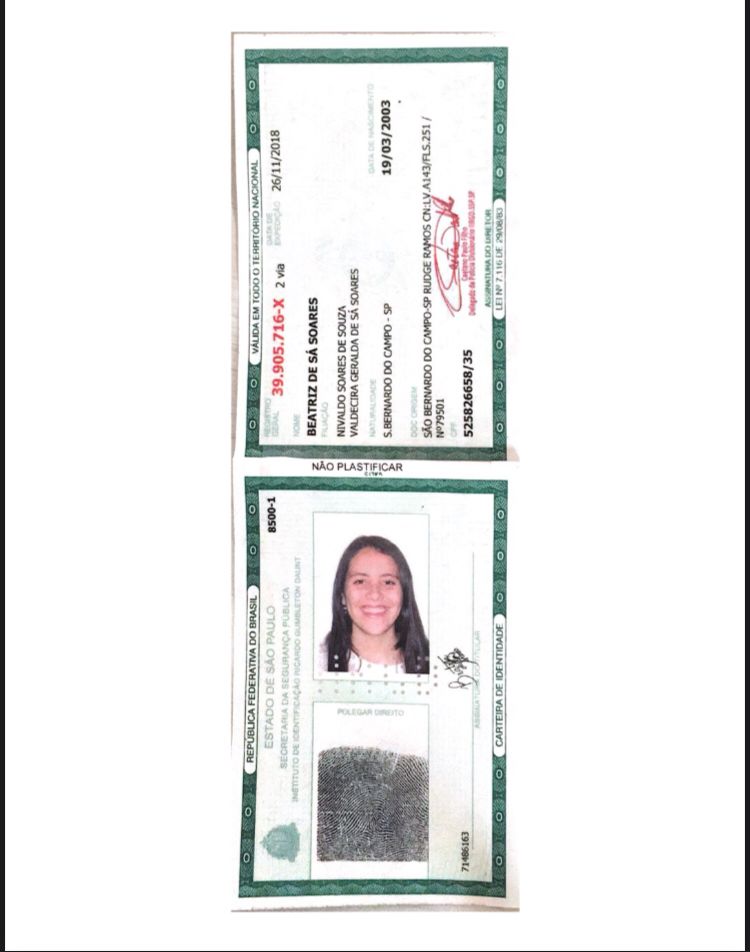 VÁLIDA EM TODO O TERRITÓRIO NACIONAL
REGISTRO GERAL 39.905.716-X 2 via DATA DE EXPEDIÇÃO 26/11/2018
NOME
BEATRIZ DE SÁ SOARES
FILIAÇÃO
NIVALDO SOARES DE SOUZA
VALDECIRA GERALDA DE SÁ SOARES
NATURALIDADE DATA DE NASCIMENTO
S.BERNARDO DO CAMPO - SP 19/03/2003
DOC ORIGEM
SÃO BERNARDO DO CAMPO-SP RUDGE RAMOS CN:LV.A143/FLS.251 /
Nº79501
CPF
525826658/35
Delegado de Polícia Divisionário IIRGD.SSP.SP
ASSINATURA DO DIRETOR
LEI Nº 7.116 DE 29/08/83
NÃO PLASTIFICAR
REPÚBLICA FEDERATIVA DO BRASIL
8500-1
ESTADO DE SÃO PAULO
SECRETARIA DA SEGURANÇA PÚBLICA
INSTITUTO DE IDENTIFICAÇÃO RICARDO GUMBLETON DAUNT
POLEGAR DIREITO
71486163
ASSINATURA DO TITULAR
CARTEIRA DE IDENTIDADE